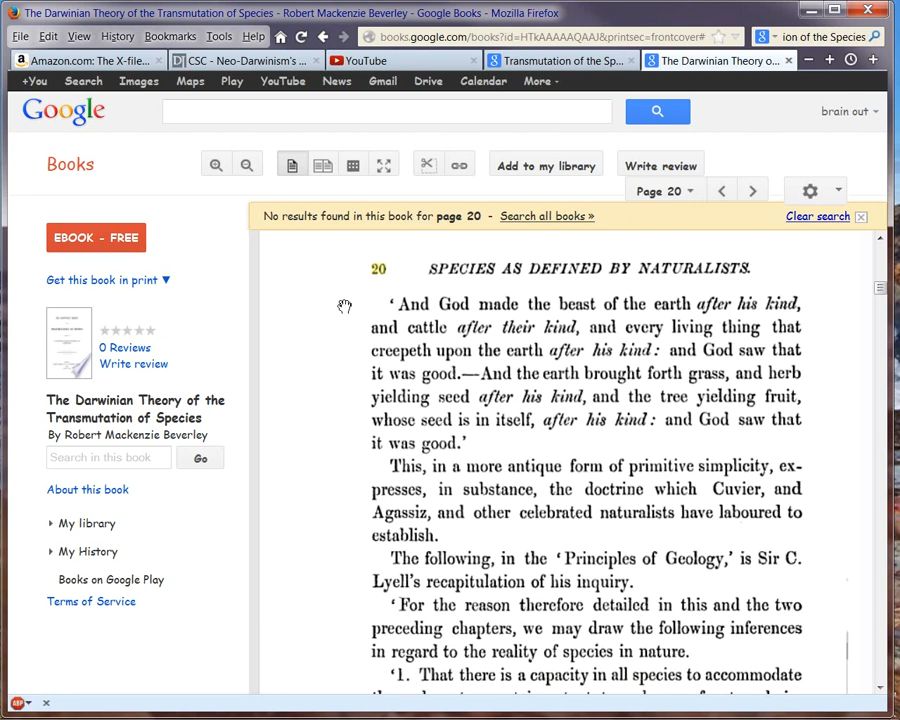 The Darwinian Theory of the Transmutation of Species - Robert Mackenzie Beverley - Google Books - Mozilla Firefox
File Edit View History Bookmarks Tools Help
books.google.com/books?id=HTkAAAAAQAAJ&printsec=frontcover#
ion of the Species
Amazon.com: The X-file...
CSC - Neo-Darwinism's ...
YouTube
Transmutation of the Sp...
The Darwinian Theory o...
+You Search Images Maps Play YouTube News Gmail Drive Calendar More
Google
brain out
Books
Add to my library
Write review
Page 20
No results found in this book for page 20 - Search all books »
Clear search
EBOOK - FREE
Get this book in print ▼
0 Reviews
Write review
The Darwinian Theory of the
Transmutation of Species
By Robert Mackenzie Beverley
Search in this book
Go
About this book
My library
My History
Books on Google Play
Terms of Service
20 SPECIES AS DEFINED BY NATURALISTS.
‘And God made the beast of the earth after his kind,
and cattle after their kind, and every living thing that
creepeth upon the earth after his kind: and God saw that
it was good.—And the earth brought forth grass, and herb
yielding seed after his kind, and the tree yielding fruit,
whose seed is in itself, after his kind: and God saw that
it was good.’
This, in a more antique form of primitive simplicity, ex-
presses, in substance, the doctrine which Cuvier, and
Agassiz, and other celebrated naturalists have laboured to
establish.
The following, in the ‘Principles of Geology,’ is Sir C.
Lyell's recapitulation of his inquiry.
‘For the reason therefore detailed in this and the two
preceding chapters, we may draw the following inferences
in regard to the reality of species in nature.
‘1. That there is a capacity in all species to accommodate
ABP